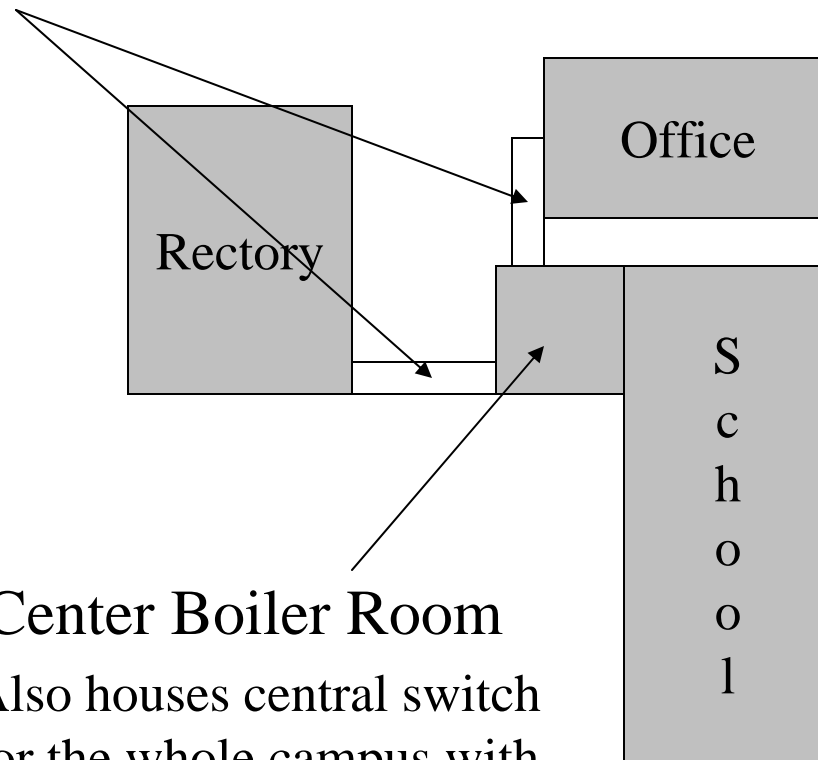 Office
Rectory
S
c
h
o
o
l
Center Boiler Room
Also houses central switch
for the whole campus with